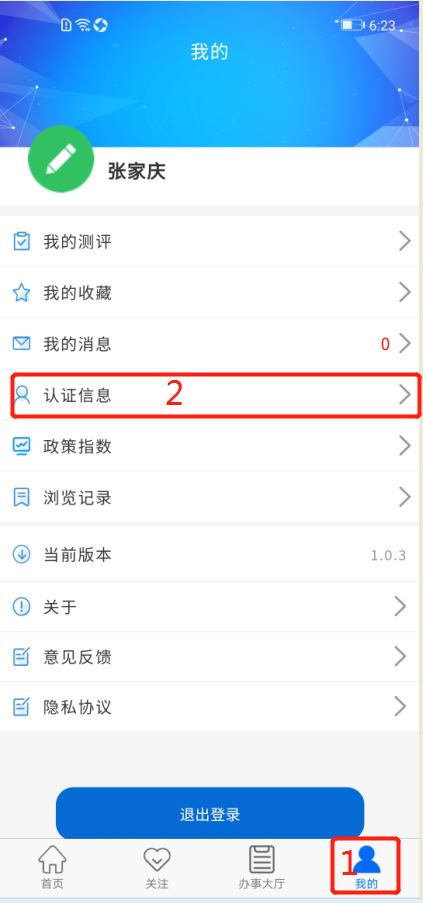 6:23
我的
张家庆
我的测评
我的收藏
我的消息 0
认证信息 2
政策指数
浏览记录
当前版本 1.0.3
关于
意见反馈
隐私协议
退出登录
1
首页 关注 办事大厅 我的